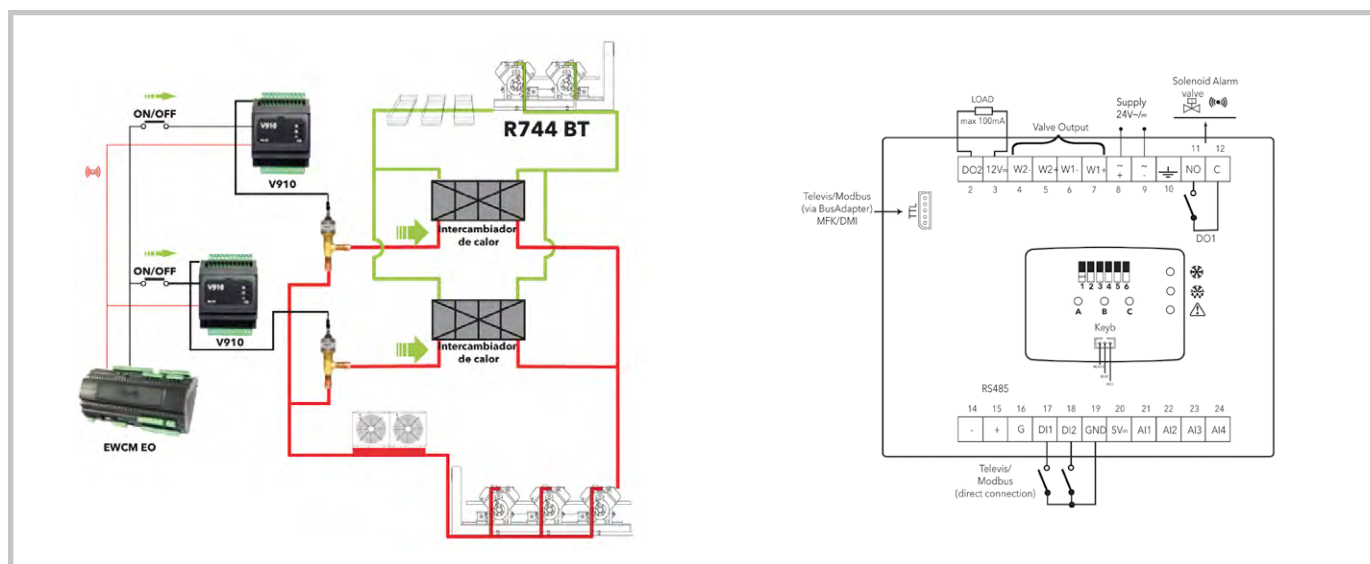 ON/OFF
V910
V910
ON/OFF
V910
V910
EWCM EO
R744 BT
Intercambiador
de calor
Intercambiador
de calor
Solenoid Alarm
valve
LOAD
max 100mA
Valve Output
Supply
24V~/⎓
11 12
DO2 12V⎓ W2- W2+ W1- W1+ ~ + ~ - NO C
2 3 4 5 6 7 8 9 10
DO1
Televis/Modbus
(via BusAdapter)
MFK/DMI
TTL
1 2 3 4 5 6
A B C
Keyb
RS485
14 15 16 17 18 19 20 21 22 23 24
- + G DI1 DI2 GND 5V⎓ AI1 AI2 AI3 AI4
Televis/
Modbus
(direct connection)